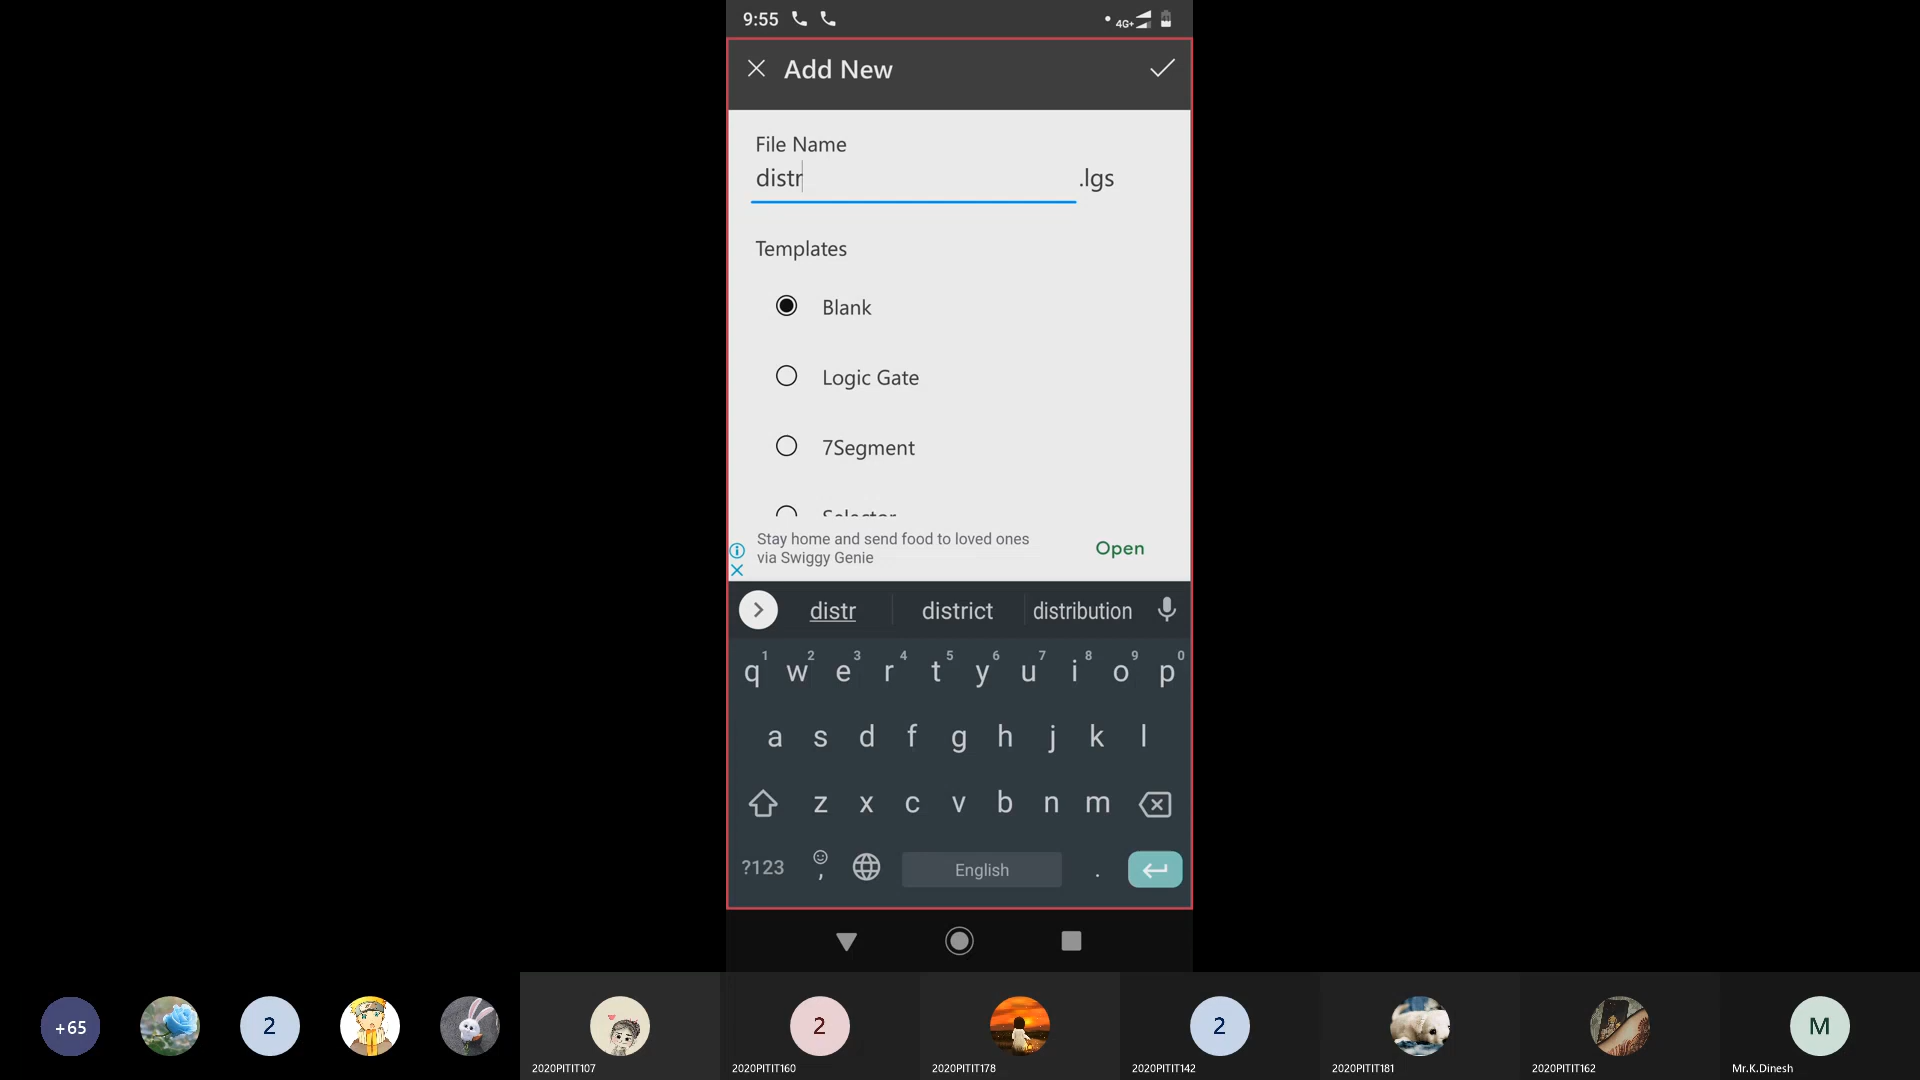 9:55
4G+
Add New
File Name
distr .lgs
Templates
Blank
Logic Gate
7Segment
Selector
Stay home and send food to loved ones
via Swiggy Genie
Open
distr district distribution
1 2 3 4 5 6 7 8 9 0
q w e r t y u i o p
a s d f g h j k l
z x c v b n m
?123 , English .
+65 2 2 2 M
2020PITIT107 2020PITIT160 2020PITIT178 2020PITIT142 2020PITIT181 2020PITIT162 Mr.K.Dinesh